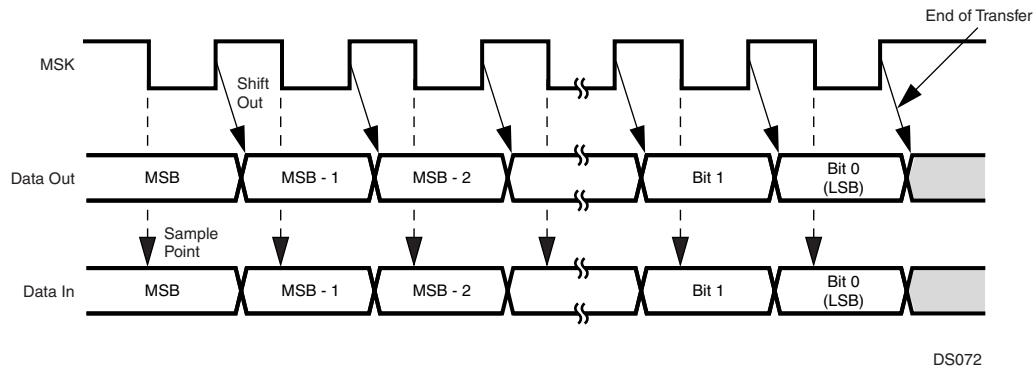 End of Transfer
MSK
Shift
Out
Data Out
MSB
MSB - 1
MSB - 2
Bit 1
Bit 0
(LSB)
Sample
Point
Data In
MSB
MSB - 1
MSB - 2
Bit 1
Bit 0
(LSB)
DS072